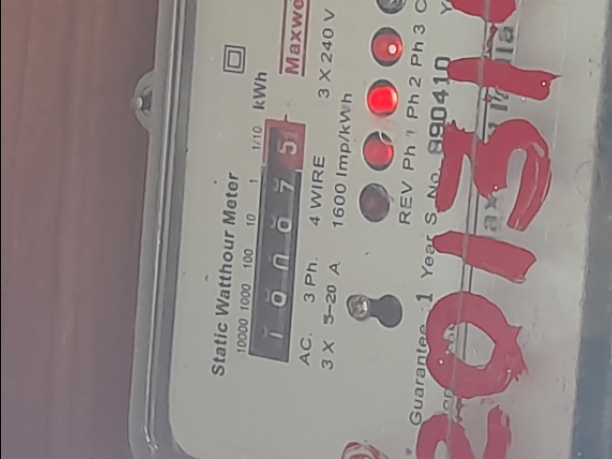 Static Watthour Meter
10000 1000 100 10 1 1/10 kWh
Maxwe
AC. 3 Ph. 4 WIRE 3 X 240 V
3 X 5-20 A 1600 Imp/kWh
REV Ph 1 Ph 2 Ph 3 C
Guarantee :1 Year S No. 890410
20131